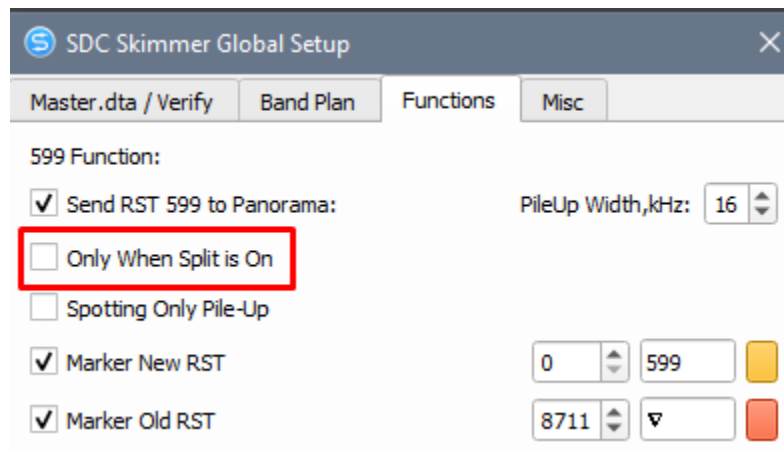 SDC Skimmer Global Setup
Master.dta / Verify Band Plan Functions Misc
599 Function:
Send RST 599 to Panorama: PileUp Width,kHz: 16
Only When Split is On
Spotting Only Pile-Up
Marker New RST 0 599
Marker Old RST 8711 ∇